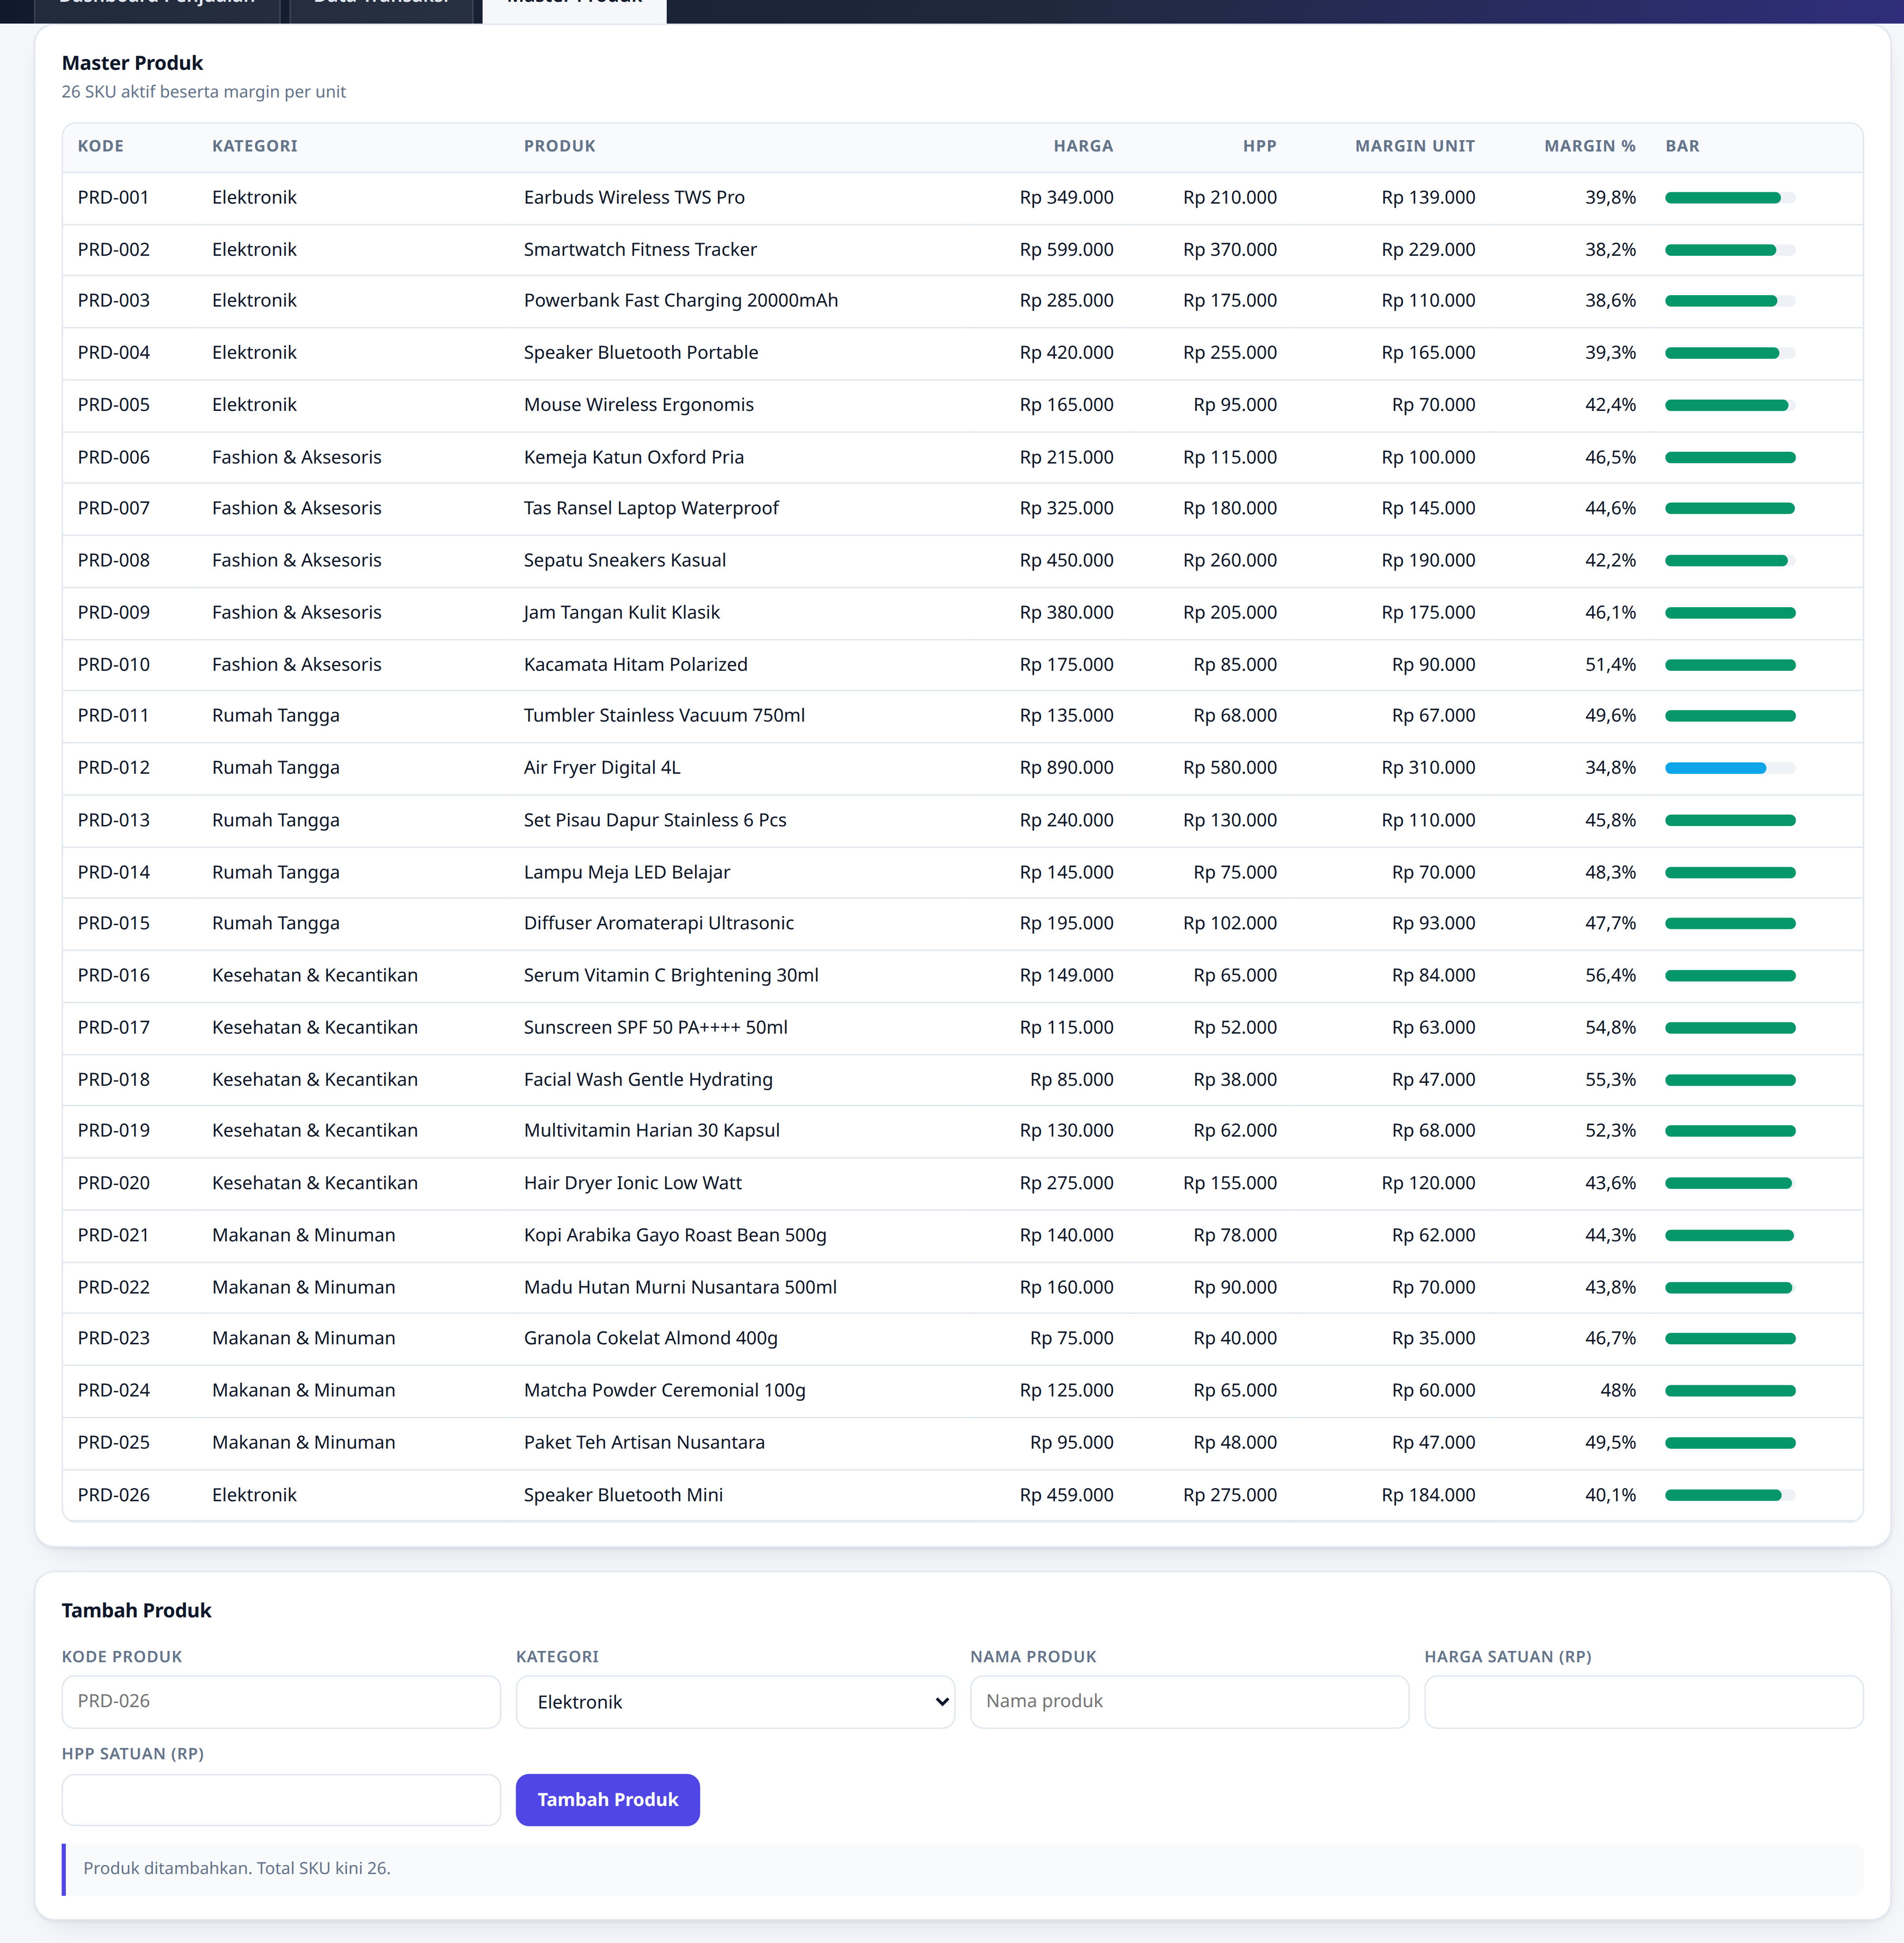 Dashboard Penjualan Data Transaksi Master Produk
Master Produk
26 SKU aktif beserta margin per unit
KODE KATEGORI PRODUK HARGA HPP MARGIN UNIT MARGIN % BAR
PRD-001 Elektronik Earbuds Wireless TWS Pro Rp 349.000 Rp 210.000 Rp 139.000 39,8%
PRD-002 Elektronik Smartwatch Fitness Tracker Rp 599.000 Rp 370.000 Rp 229.000 38,2%
PRD-003 Elektronik Powerbank Fast Charging 20000mAh Rp 285.000 Rp 175.000 Rp 110.000 38,6%
PRD-004 Elektronik Speaker Bluetooth Portable Rp 420.000 Rp 255.000 Rp 165.000 39,3%
PRD-005 Elektronik Mouse Wireless Ergonomis Rp 165.000 Rp 95.000 Rp 70.000 42,4%
PRD-006 Fashion & Aksesoris Kemeja Katun Oxford Pria Rp 215.000 Rp 115.000 Rp 100.000 46,5%
PRD-007 Fashion & Aksesoris Tas Ransel Laptop Waterproof Rp 325.000 Rp 180.000 Rp 145.000 44,6%
PRD-008 Fashion & Aksesoris Sepatu Sneakers Kasual Rp 450.000 Rp 260.000 Rp 190.000 42,2%
PRD-009 Fashion & Aksesoris Jam Tangan Kulit Klasik Rp 380.000 Rp 205.000 Rp 175.000 46,1%
PRD-010 Fashion & Aksesoris Kacamata Hitam Polarized Rp 175.000 Rp 85.000 Rp 90.000 51,4%
PRD-011 Rumah Tangga Tumbler Stainless Vacuum 750ml Rp 135.000 Rp 68.000 Rp 67.000 49,6%
PRD-012 Rumah Tangga Air Fryer Digital 4L Rp 890.000 Rp 580.000 Rp 310.000 34,8%
PRD-013 Rumah Tangga Set Pisau Dapur Stainless 6 Pcs Rp 240.000 Rp 130.000 Rp 110.000 45,8%
PRD-014 Rumah Tangga Lampu Meja LED Belajar Rp 145.000 Rp 75.000 Rp 70.000 48,3%
PRD-015 Rumah Tangga Diffuser Aromaterapi Ultrasonic Rp 195.000 Rp 102.000 Rp 93.000 47,7%
PRD-016 Kesehatan & Kecantikan Serum Vitamin C Brightening 30ml Rp 149.000 Rp 65.000 Rp 84.000 56,4%
PRD-017 Kesehatan & Kecantikan Sunscreen SPF 50 PA++++ 50ml Rp 115.000 Rp 52.000 Rp 63.000 54,8%
PRD-018 Kesehatan & Kecantikan Facial Wash Gentle Hydrating Rp 85.000 Rp 38.000 Rp 47.000 55,3%
PRD-019 Kesehatan & Kecantikan Multivitamin Harian 30 Kapsul Rp 130.000 Rp 62.000 Rp 68.000 52,3%
PRD-020 Kesehatan & Kecantikan Hair Dryer Ionic Low Watt Rp 275.000 Rp 155.000 Rp 120.000 43,6%
PRD-021 Makanan & Minuman Kopi Arabika Gayo Roast Bean 500g Rp 140.000 Rp 78.000 Rp 62.000 44,3%
PRD-022 Makanan & Minuman Madu Hutan Murni Nusantara 500ml Rp 160.000 Rp 90.000 Rp 70.000 43,8%
PRD-023 Makanan & Minuman Granola Cokelat Almond 400g Rp 75.000 Rp 40.000 Rp 35.000 46,7%
PRD-024 Makanan & Minuman Matcha Powder Ceremonial 100g Rp 125.000 Rp 65.000 Rp 60.000 48%
PRD-025 Makanan & Minuman Paket Teh Artisan Nusantara Rp 95.000 Rp 48.000 Rp 47.000 49,5%
PRD-026 Elektronik Speaker Bluetooth Mini Rp 459.000 Rp 275.000 Rp 184.000 40,1%
Tambah Produk
KODE PRODUK KATEGORI NAMA PRODUK HARGA SATUAN (RP)
PRD-026 Elektronik Nama produk
HPP SATUAN (RP)
Tambah Produk
Produk ditambahkan. Total SKU kini 26.